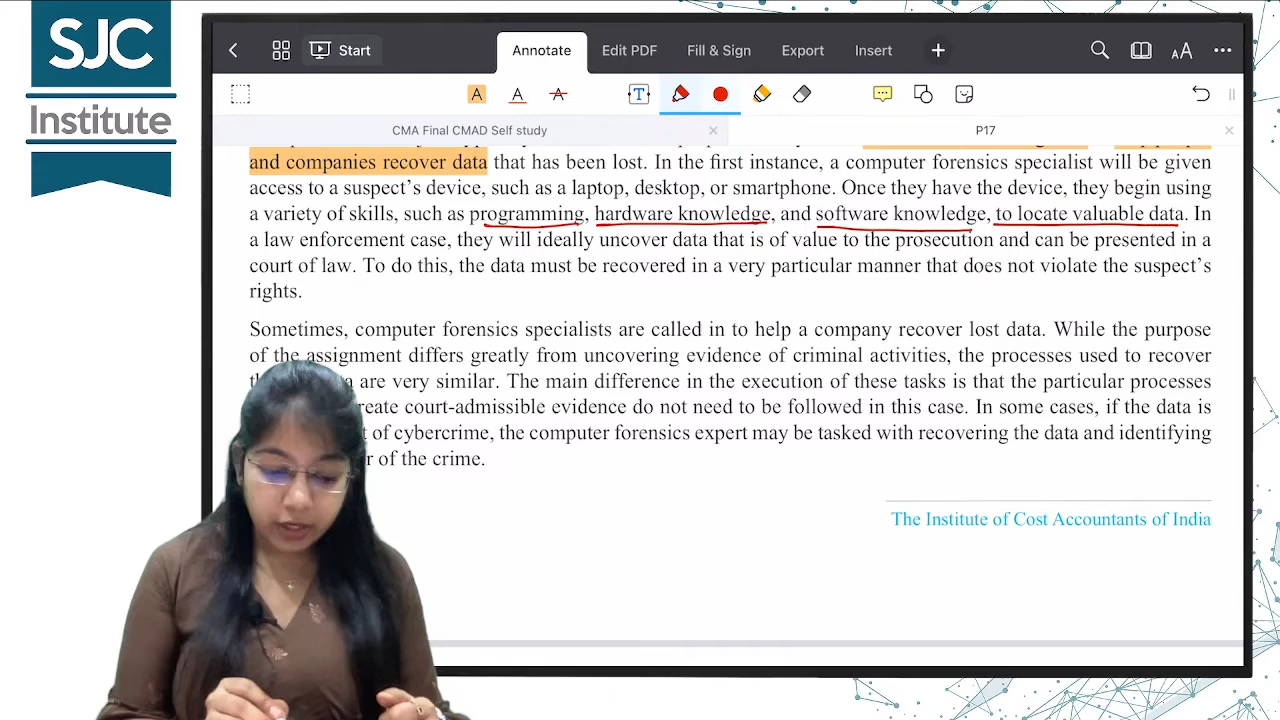 SJC
Institute
Start
Annotate
Edit PDF
Fill & Sign
Export
Insert
AA
A
A
A
T
CMA Final CMAD Self study
P17
and companies recover data that has been lost. In the first instance, a computer forensics specialist will be given
access to a suspect's device, such as a laptop, desktop, or smartphone. Once they have the device, they begin using
a variety of skills, such as programming, hardware knowledge, and software knowledge, to locate valuable data. In
a law enforcement case, they will ideally uncover data that is of value to the prosecution and can be presented in a
court of law. To do this, the data must be recovered in a very particular manner that does not violate the suspect's
rights.
Sometimes, computer forensics specialists are called in to help a company recover lost data. While the purpose
of the assignment differs greatly from uncovering evidence of criminal activities, the processes used to recover
are very similar. The main difference in the execution of these tasks is that the particular processes
create court-admissible evidence do not need to be followed in this case. In some cases, if the data is
of cybercrime, the computer forensics expert may be tasked with recovering the data and identifying
of the crime.
The Institute of Cost Accountants of India